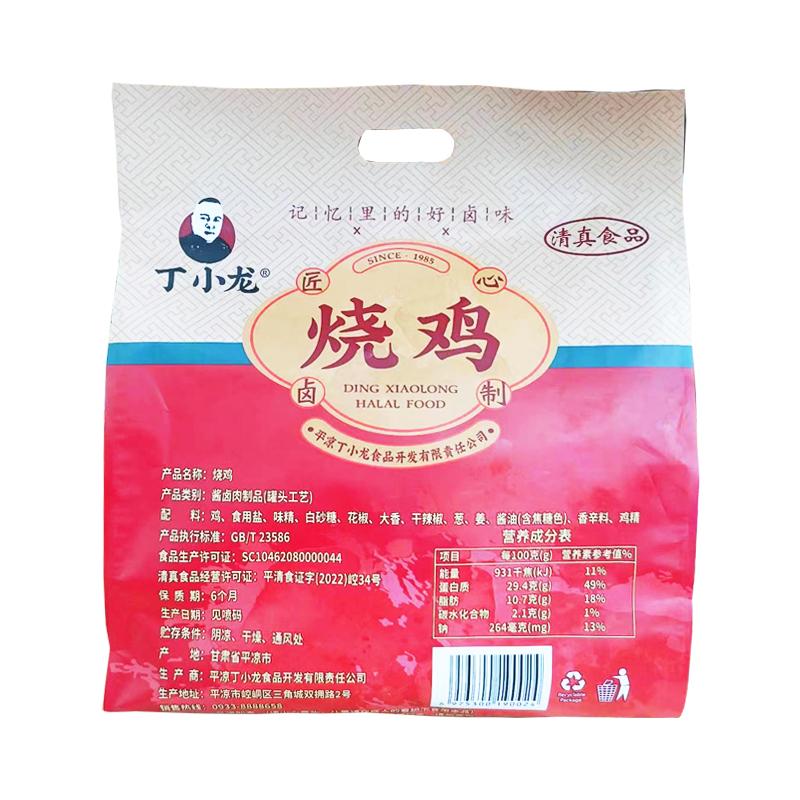 记忆里的好卤味
清真食品
丁小龙®
SINCE - 1985
匠心
烧鸡
卤制
DING XIAOLONG
HALAL FOOD
•平凉丁小龙食品开发有限责任公司•
产品名称：烧鸡
产品类别：酱卤肉制品(罐头工艺)
配 料：鸡、食用盐、味精、白砂糖、花椒、大香、干辣椒、葱、姜、酱油(含焦糖色)、香辛料、鸡精
产品执行标准：GB/T 23586
食品生产许可证：SC10462080000044
清真食品经营许可证：平清食证字(2022)崆34号
保 质 期：6个月
生产日期：见喷码
贮存条件：阴凉、干燥、通风处
产 地：甘肃省平凉市
生 产 商：平凉丁小龙食品开发有限责任公司
生产地址：平凉市崆峒区三角城双拥路2号
销售热线：0933-8888658
营养成分表
项目 每100克(g) 营养素参考值%
能量 931千焦(kJ) 11%
蛋白质 29.4克(g) 49%
脂肪 10.7克(g) 18%
碳水化合物 2.1克(g) 1%
钠 264毫克(mg) 13%
6 975300 190024
Recyclable
Package